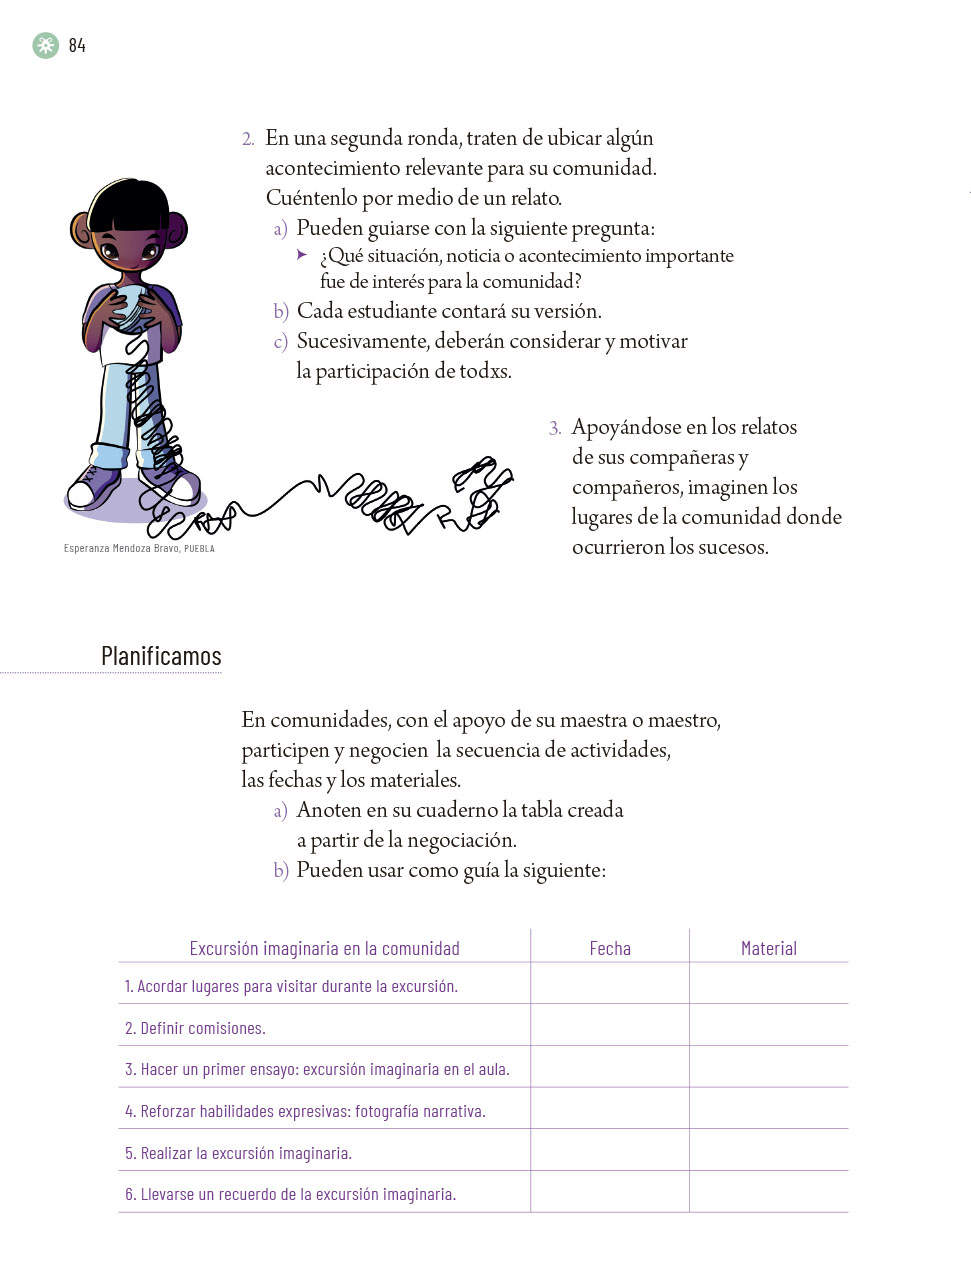 84
2. En una segunda ronda, traten de ubicar algún
acontecimiento relevante para su comunidad.
Cuéntenlo por medio de un relato.
a) Pueden guiarse con la siguiente pregunta:
➤ ¿Qué situación, noticia o acontecimiento importante
fue de interés para la comunidad?
b) Cada estudiante contará su versión.
c) Sucesivamente, deberán considerar y motivar
la participación de todxs.
3. Apoyándose en los relatos
de sus compañeras y
compañeros, imaginen los
lugares de la comunidad donde
ocurrieron los sucesos.
Esperanza Mendoza Bravo, PUEBLA
Planificamos
En comunidades, con el apoyo de su maestra o maestro,
participen y negocien la secuencia de actividades,
las fechas y los materiales.
a) Anoten en su cuaderno la tabla creada
a partir de la negociación.
b) Pueden usar como guía la siguiente:
Excursión imaginaria en la comunidad Fecha Material
1. Acordar lugares para visitar durante la excursión.
2. Definir comisiones.
3. Hacer un primer ensayo: excursión imaginaria en el aula.
4. Reforzar habilidades expresivas: fotografía narrativa.
5. Realizar la excursión imaginaria.
6. Llevarse un recuerdo de la excursión imaginaria.